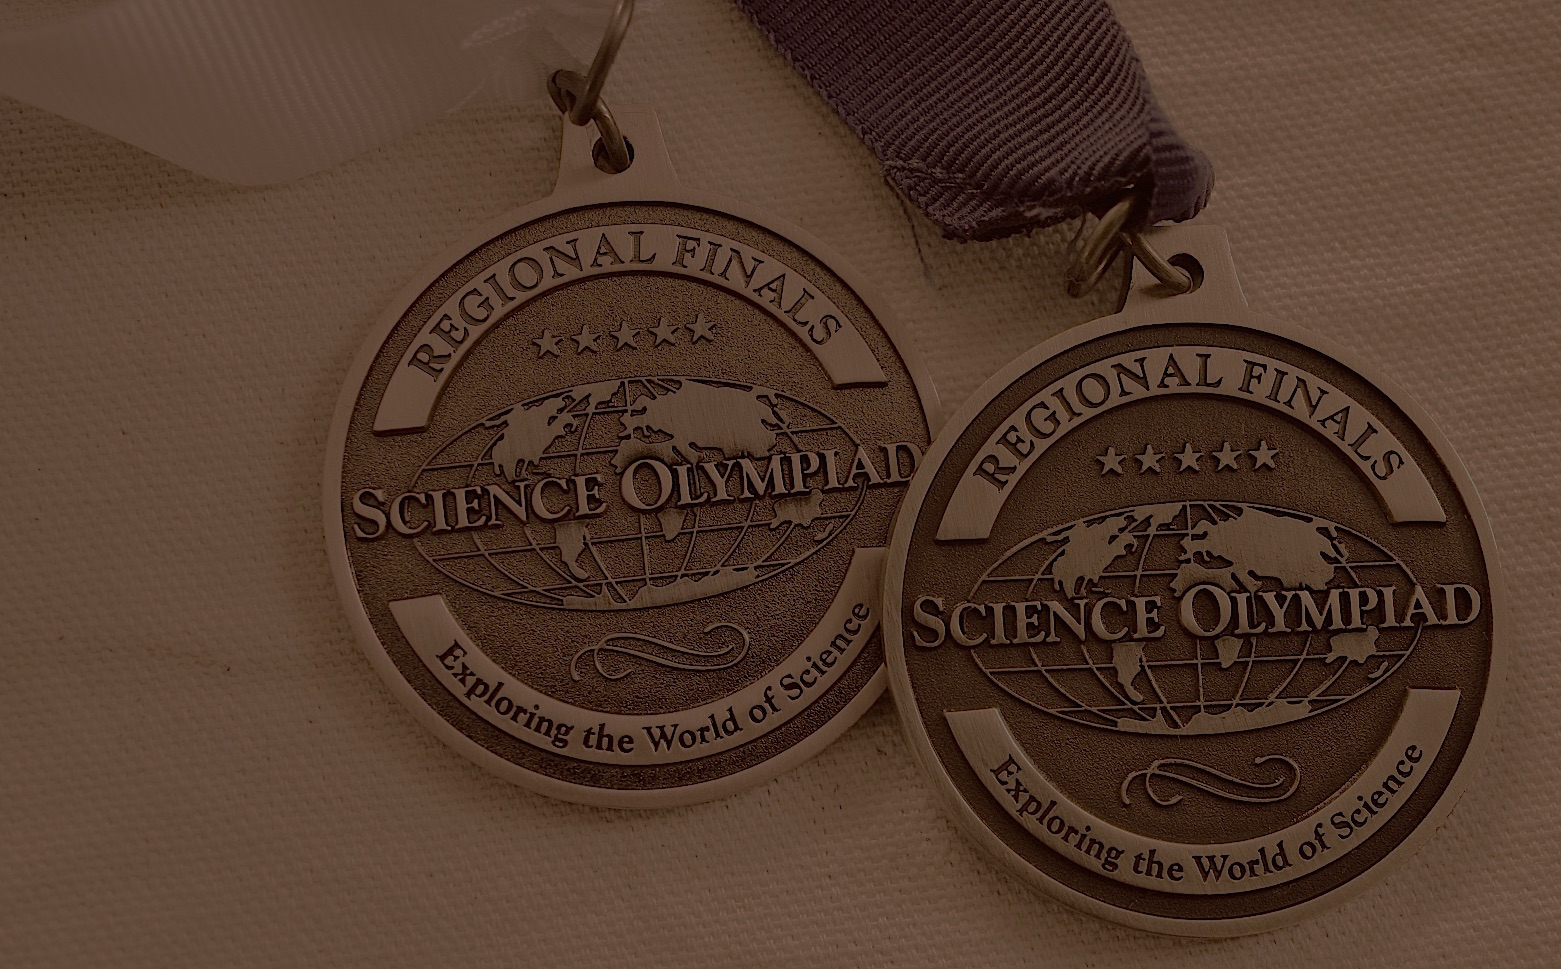 REGIONAL FINALS
SCIENCE OLYMPIAD
Exploring the World of Science
REGIONAL FINALS
SCIENCE OLYMPIAD
Exploring the World of Science